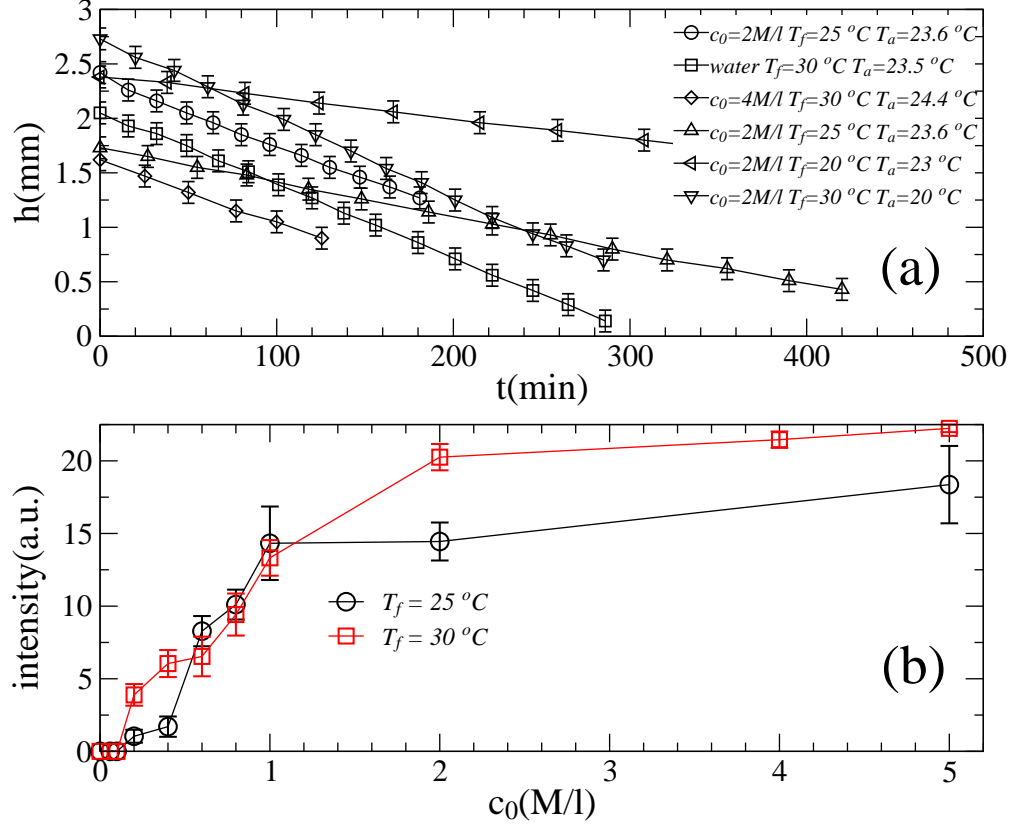 3
2.5
2
1.5
1
0.5
0
h(mm)
c₀=2M/l T_f=25 °C T_a=23.6 °C
water T_f=30 °C T_a=23.5 °C
c₀=4M/l T_f=30 °C T_a=24.4 °C
c₀=2M/l T_f=25 °C T_a=23.6 °C
c₀=2M/l T_f=20 °C T_a=23 °C
c₀=2M/l T_f=30 °C T_a=20 °C
(a)
0 100 200 300 400 500
t(min)
20
15
10
5
0
intensity(a.u.)
T_f = 25 °C
T_f = 30 °C
(b)
0 1 2 3 4 5
c₀(M/l)